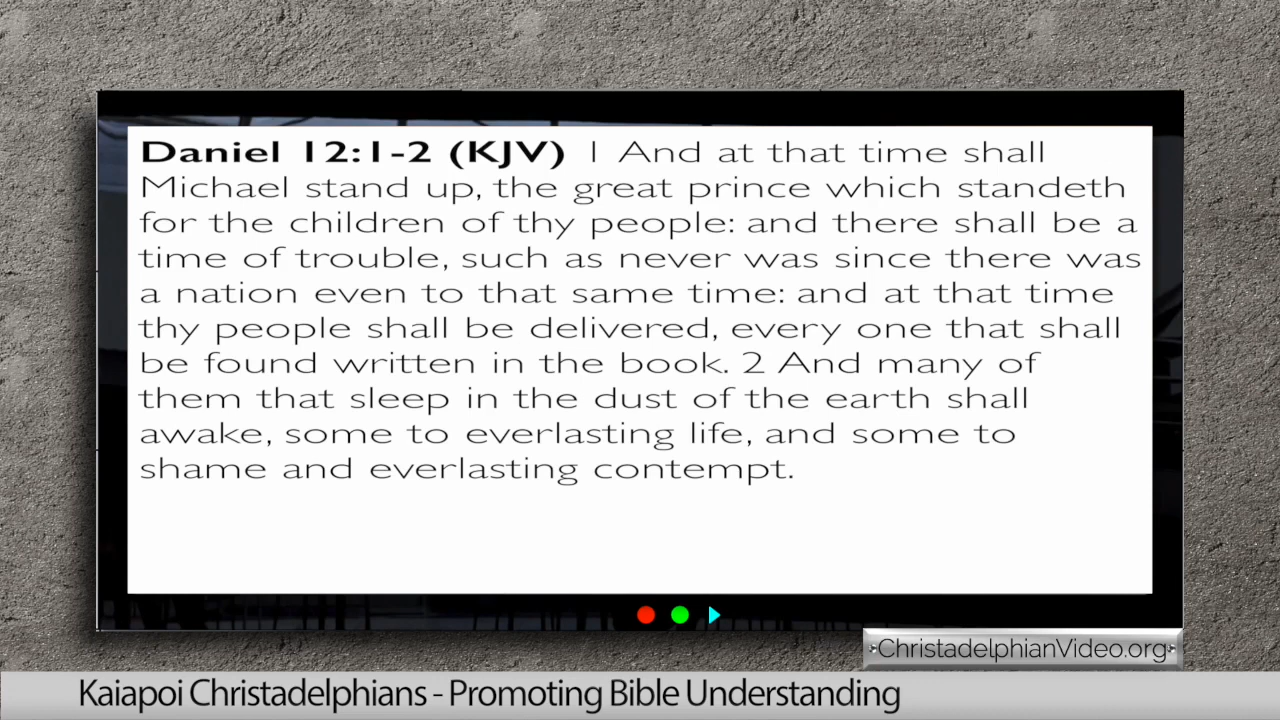 Daniel 12:1-2 (KJV) 1 And at that time shall
Michael stand up, the great prince which standeth
for the children of thy people: and there shall be a
time of trouble, such as never was since there was
a nation even to that same time: and at that time
thy people shall be delivered, every one that shall
be found written in the book. 2 And many of
them that sleep in the dust of the earth shall
awake, some to everlasting life, and some to
shame and everlasting contempt.
ChristadelphianVideo.org
Kaiapoi Christadelphians - Promoting Bible Understanding